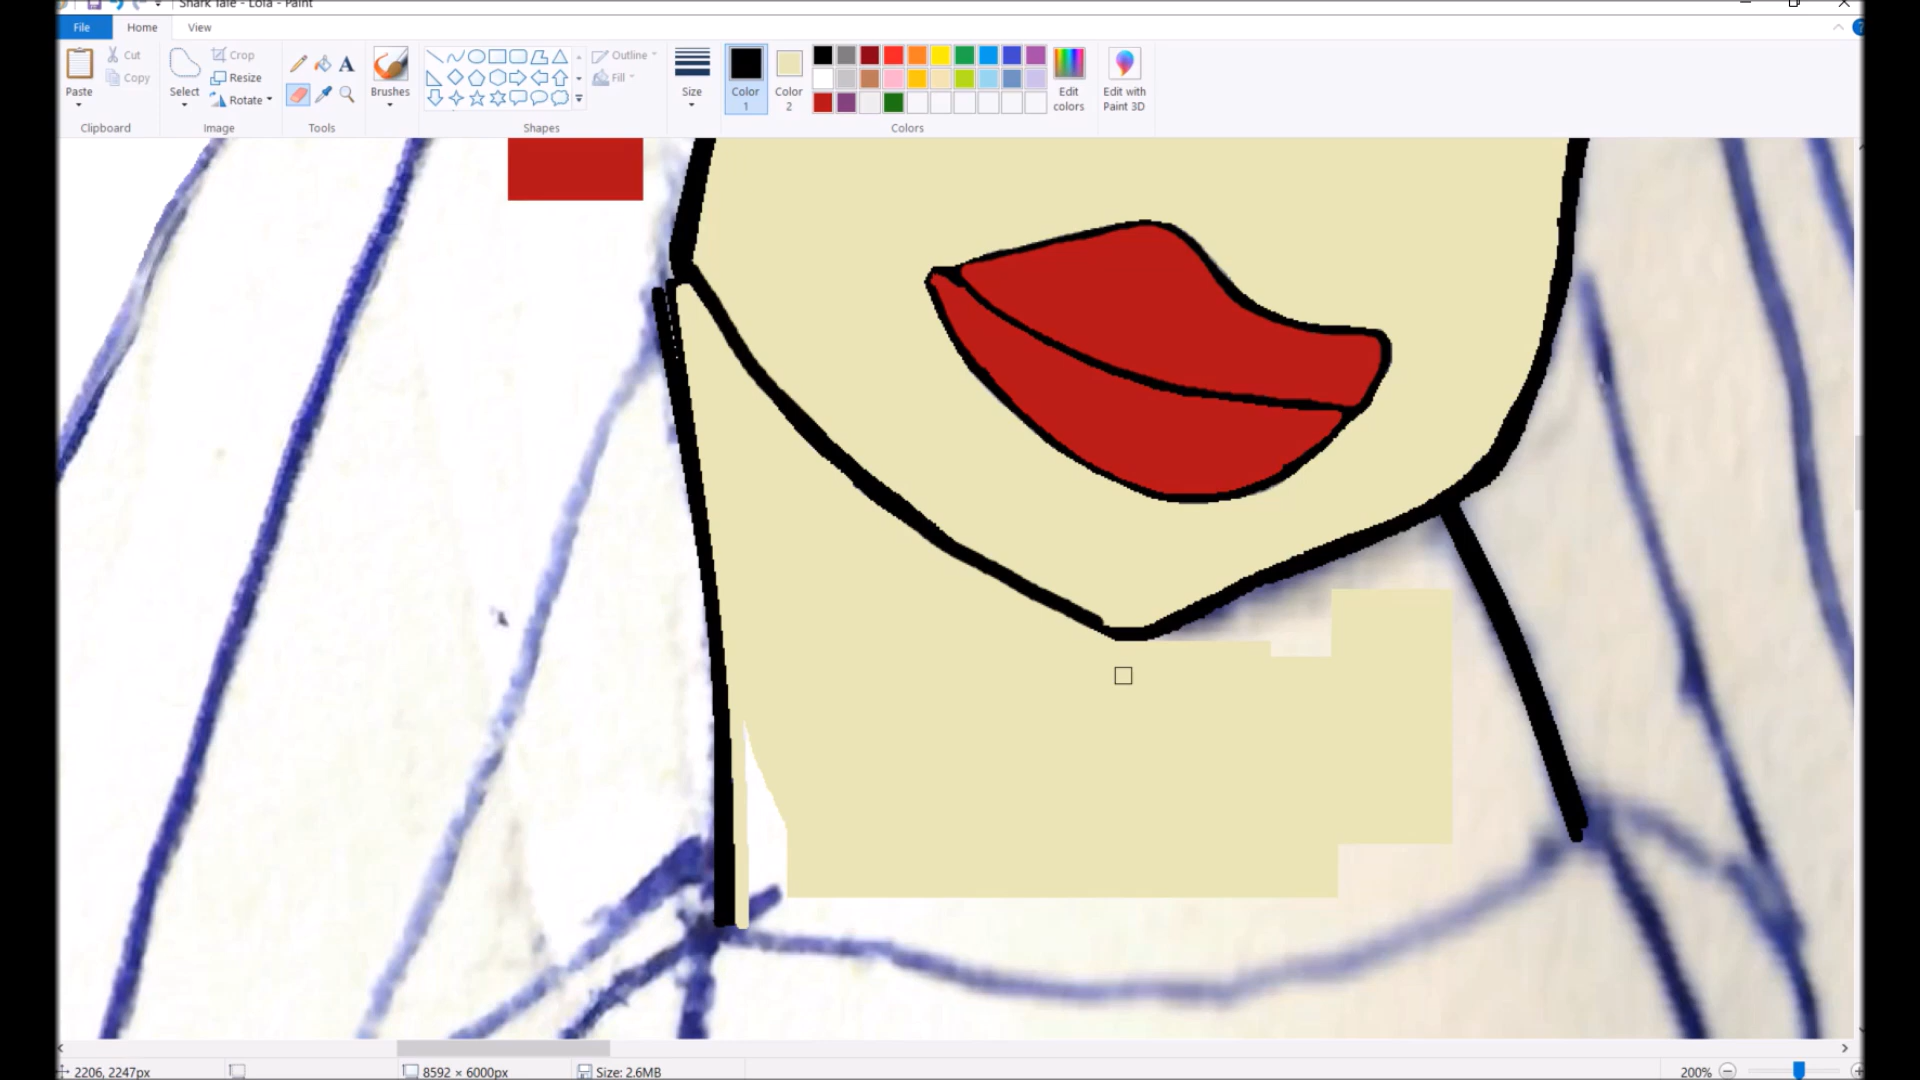 Shark Tale - Lola - Paint
File Home View
Paste
Cut
Copy
Clipboard
Select
Crop
Resize
Rotate
Image
A
Tools
Brushes
Shapes
Outline
Fill
Size
Color 1
Color 2
Colors
Edit colors
Edit with Paint 3D
2206, 2247px
8592 × 6000px
Size: 2.6MB
200%